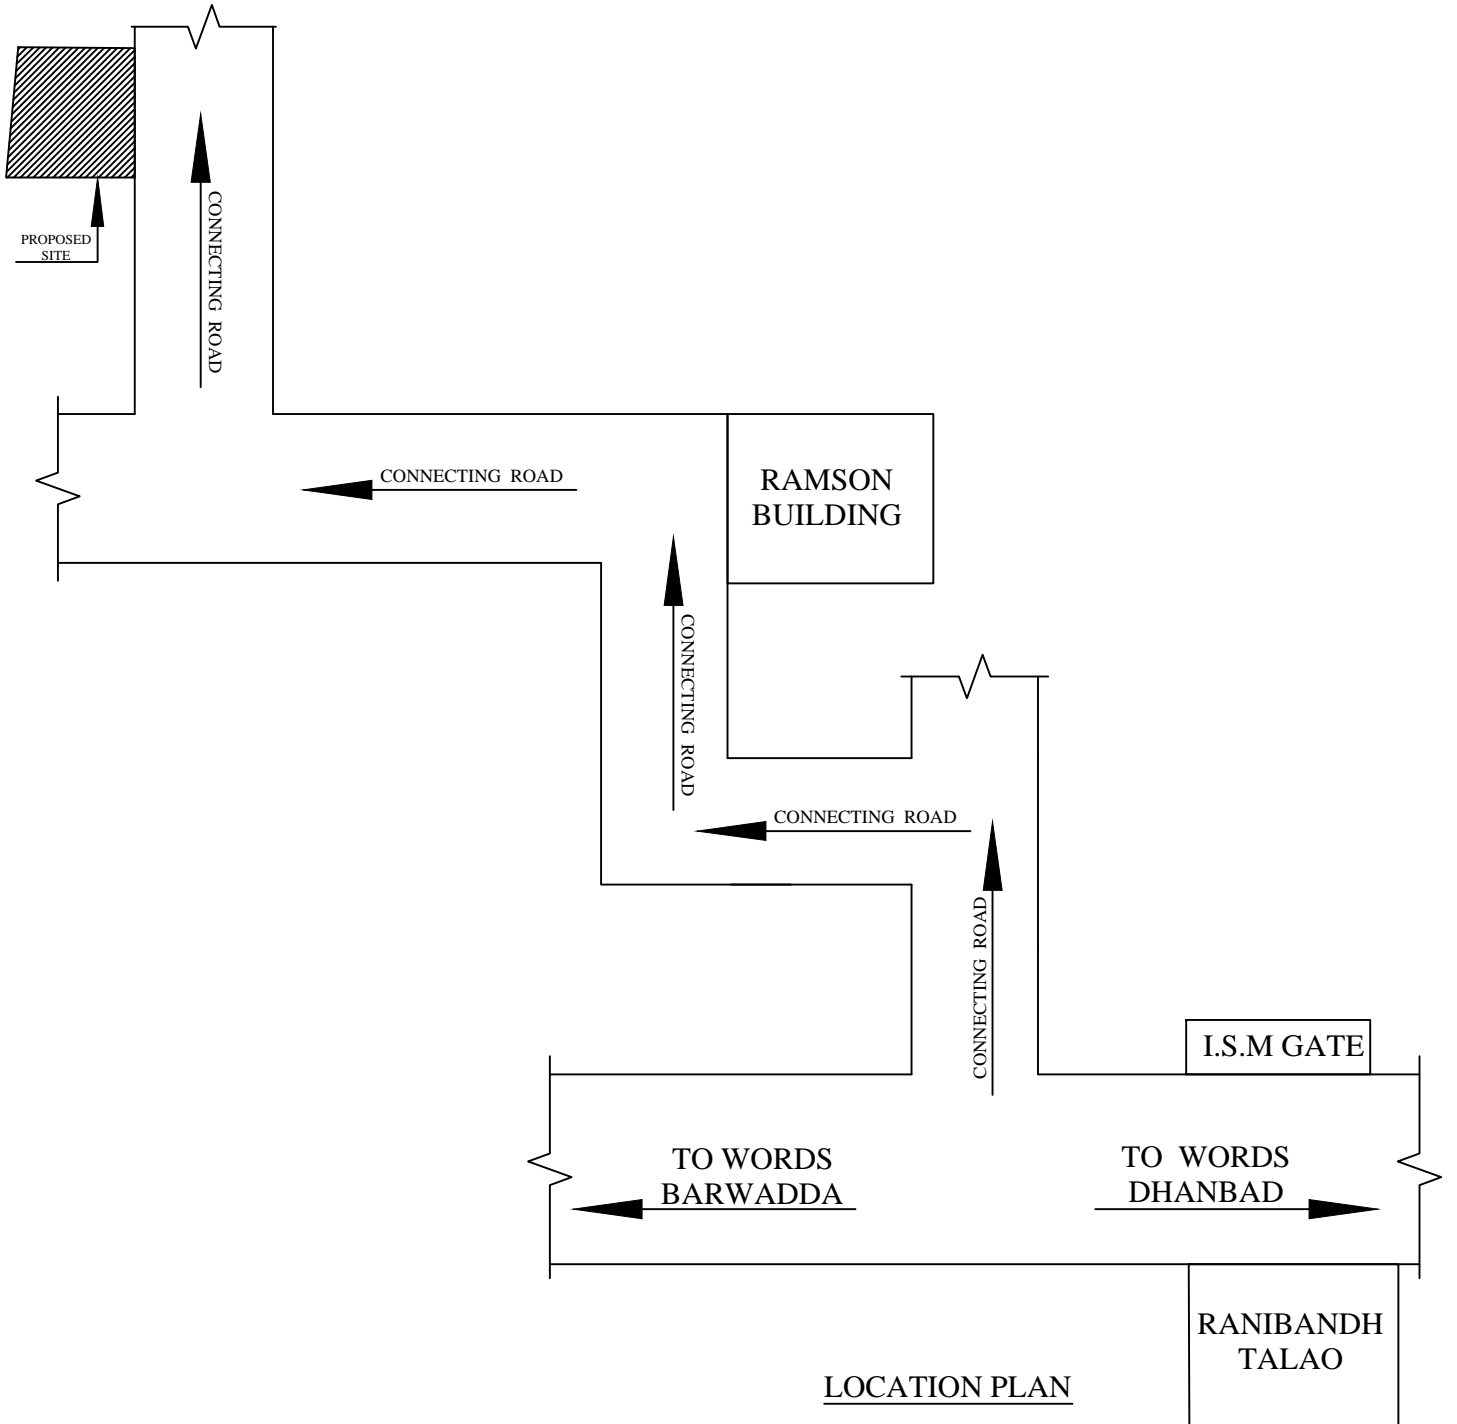 CONNECTING ROAD
PROPOSED
SITE
CONNECTING ROAD
RAMSON
BUILDING
CONNECTING ROAD
CONNECTING ROAD
CONNECTING ROAD
I.S.M GATE
TO WORDS
BARWADDA
TO WORDS
DHANBAD
RANIBANDH
TALAO
LOCATION PLAN